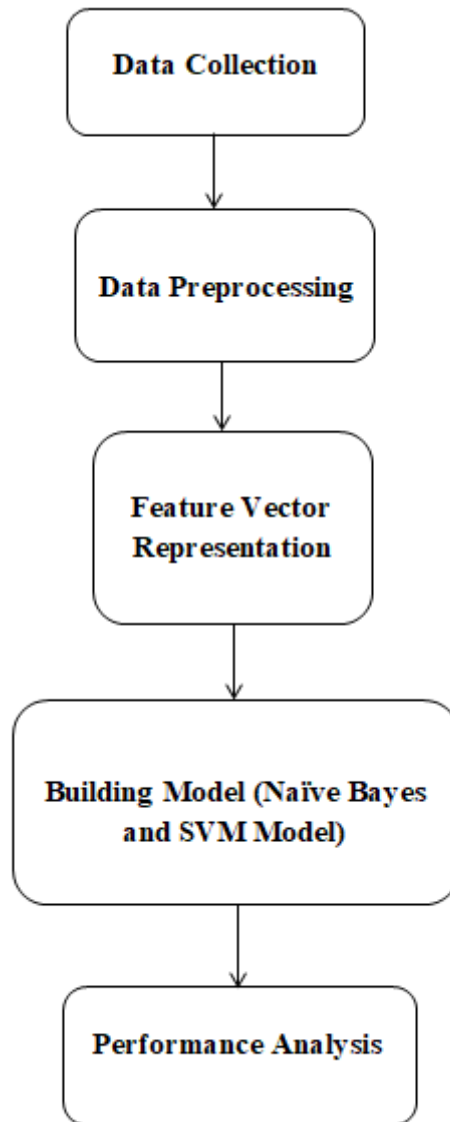 Data Collection
Data Preprocessing
Feature Vector
Representation
Building Model (Naïve Bayes
and SVM Model)
Performance Analysis